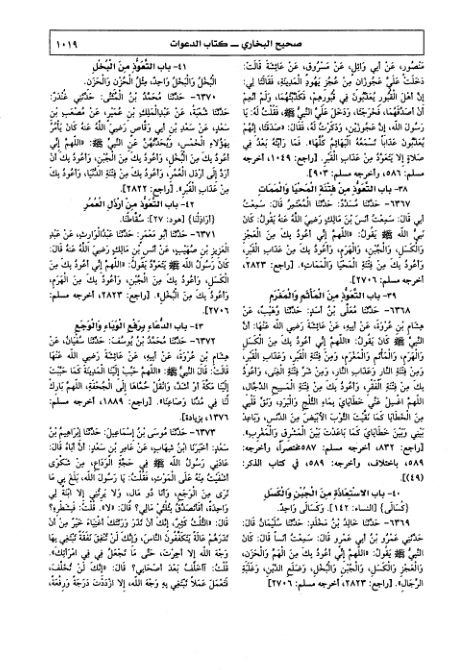 صحيح البخاري ــ كتاب الدعوات
١٠١٩
مَنْصُورٍ، عَنْ أَبِي وَائِلٍ، عَنْ مَسْرُوقٍ، عَنْ عَائِشَةَ قَالَتْ:
دَخَلَتْ عَلَيَّ عَجُوزَانِ مِنْ عُجُزِ يَهُودِ الْمَدِينَةِ، فَقَالَتَا لِي:
إِنَّ أَهْلَ الْقُبُورِ يُعَذَّبُونَ فِي قُبُورِهِمْ، فَكَذَّبْتُهُمَا، وَلَمْ أُنْعِمْ
أَنْ أُصَدِّقَهُمَا، فَخَرَجَتَا، وَدَخَلَ عَلَيَّ النَّبِيُّ ﷺ فَقُلْتُ لَهُ: يَا
رَسُولَ اللهِ، إِنَّ عَجُوزَيْنِ، وَذَكَرْتُ لَهُ، فَقَالَ: «صَدَقَتَا، إِنَّهُمْ
يُعَذَّبُونَ عَذَابًا تَسْمَعُهُ الْبَهَائِمُ كُلُّهَا». فَمَا رَأَيْتُهُ بَعْدُ فِي
صَلَاةٍ إِلَّا يَتَعَوَّذُ مِنْ عَذَابِ الْقَبْرِ. [راجع: ١٠٤٩، أخرجه
مسلم: ٥٨٦، وأخرجه مسلم: ٩٠٣].
٣٨- باب التَّعَوُّذِ مِنْ فِتْنَةِ الْمَحْيَا وَالْمَمَاتِ
٦٣٦٧- حَدَّثَنَا مُسَدَّدٌ: حَدَّثَنَا الْمُعْتَمِرُ قَالَ: سَمِعْتُ
أَبِي قَالَ: سَمِعْتُ أَنَسَ بْنَ مَالِكٍ رَضِيَ اللهُ عَنْهُ يَقُولُ: كَانَ
نَبِيُّ اللهِ ﷺ يَقُولُ: «اللَّهُمَّ إِنِّي أَعُوذُ بِكَ مِنَ الْعَجْزِ
وَالْكَسَلِ، وَالْجُبْنِ، وَالْهَرَمِ، وَأَعُوذُ بِكَ مِنْ عَذَابِ الْقَبْرِ،
وَأَعُوذُ بِكَ مِنْ فِتْنَةِ الْمَحْيَا وَالْمَمَاتِ». [راجع: ٢٨٢٣،
أخرجه مسلم: ٢٧٠٦].
٣٩- باب التَّعَوُّذِ مِنَ الْمَأْثَمِ وَالْمَغْرَمِ
٦٣٦٨- حَدَّثَنَا مُعَلَّى بْنُ أَسَدٍ: حَدَّثَنَا وُهَيْبٌ، عَنْ
هِشَامِ بْنِ عُرْوَةَ، عَنْ أَبِيهِ، عَنْ عَائِشَةَ رَضِيَ اللهُ عَنْهَا: أَنَّ
النَّبِيَّ ﷺ كَانَ يَقُولُ: «اللَّهُمَّ إِنِّي أَعُوذُ بِكَ مِنَ الْكَسَلِ
وَالْهَرَمِ، وَالْمَأْثَمِ وَالْمَغْرَمِ، وَمِنْ فِتْنَةِ الْقَبْرِ، وَعَذَابِ الْقَبْرِ،
وَمِنْ فِتْنَةِ النَّارِ وَعَذَابِ النَّارِ، وَمِنْ شَرِّ فِتْنَةِ الْغِنَى، وَأَعُوذُ
بِكَ مِنْ فِتْنَةِ الْفَقْرِ، وَأَعُوذُ بِكَ مِنْ فِتْنَةِ الْمَسِيحِ الدَّجَّالِ،
اللَّهُمَّ اغْسِلْ عَنِّي خَطَايَايَ بِمَاءِ الثَّلْجِ وَالْبَرَدِ، وَنَقِّ قَلْبِي
مِنَ الْخَطَايَا كَمَا نَقَّيْتَ الثَّوْبَ الْأَبْيَضَ مِنَ الدَّنَسِ، وَبَاعِدْ
بَيْنِي وَبَيْنَ خَطَايَايَ كَمَا بَاعَدْتَ بَيْنَ الْمَشْرِقِ وَالْمَغْرِبِ».
[راجع: ٨٣٢، أخرجه مسلم: ٥٨٧مختصراً، وأخرجه:
٥٨٩، باختلاف، وأخرجه: ٥٨٩، في كتاب الذكر:
(٤٩)].
٤٠- باب الاسْتِعَاذَةِ مِنَ الْجُبْنِ وَالْكَسَلِ
{كُسَالَى} [النساء: ١٤٢]. وَكَسَالَى وَاحِدٌ.
٦٣٦٩- حَدَّثَنَا خَالِدُ بْنُ مَخْلَدٍ: حَدَّثَنَا سُلَيْمَانُ قَالَ:
حَدَّثَنِي عَمْرُو بْنُ أَبِي عَمْرٍو قَالَ: سَمِعْتُ أَنَسًا قَالَ: كَانَ
النَّبِيُّ ﷺ يَقُولُ: «اللَّهُمَّ إِنِّي أَعُوذُ بِكَ مِنَ الْهَمِّ وَالْحَزَنِ،
وَالْعَجْزِ وَالْكَسَلِ، وَالْجُبْنِ وَالْبُخْلِ، وَضَلَعِ الدَّيْنِ، وَغَلَبَةِ
الرِّجَالِ». [راجع: ٢٨٢٣، أخرجه مسلم: ٢٧٠٦].
٤١- باب التَّعَوُّذِ مِنَ الْبُخْلِ
الْبُخْلُ وَالْبَخَلُ وَاحِدٌ، مِثْلُ الْحُزْنِ وَالْحَزَنِ.
٦٣٧٠- حَدَّثَنَا مُحَمَّدُ بْنُ الْمُثَنَّى: حَدَّثَنِي غُنْدَرٌ:
حَدَّثَنَا شُعْبَةُ، عَنْ عَبْدِالْمَلِكِ بْنِ عُمَيْرٍ، عَنْ مُصْعَبِ بْنِ
سَعْدٍ، عَنْ سَعْدِ بْنِ أَبِي وَقَّاصٍ رَضِيَ اللهُ عَنْهُ كَانَ يَأْمُرُ
بِهَؤُلَاءِ الْخَمْسِ، وَيُحَدِّثُهُنَّ عَنِ النَّبِيِّ ﷺ: «اللَّهُمَّ إِنِّي
أَعُوذُ بِكَ مِنَ الْبُخْلِ، وَأَعُوذُ بِكَ مِنَ الْجُبْنِ، وَأَعُوذُ بِكَ أَنْ
أُرَدَّ إِلَى أَرْذَلِ الْعُمُرِ، وَأَعُوذُ بِكَ مِنْ فِتْنَةِ الدُّنْيَا، وَأَعُوذُ بِكَ
مِنْ عَذَابِ الْقَبْرِ». [راجع: ٢٨٢٢].
٤٢- باب التَّعَوُّذِ مِنْ أَرْذَلِ الْعُمُرِ
{أَرَاذِلُنَا} [هود: ٢٧]: سُقَّاطُنَا.
٦٣٧١- حَدَّثَنَا أَبُو مَعْمَرٍ: حَدَّثَنَا عَبْدُالْوَارِثِ، عَنْ عَبْدِ
الْعَزِيزِ بْنِ صُهَيْبٍ، عَنْ أَنَسِ بْنِ مَالِكٍ رَضِيَ اللهُ عَنْهُ قَالَ:
كَانَ رَسُولُ اللهِ ﷺ يَتَعَوَّذُ يَقُولُ: «اللَّهُمَّ إِنِّي أَعُوذُ بِكَ مِنَ
الْكَسَلِ، وَأَعُوذُ بِكَ مِنَ الْجُبْنِ، وَأَعُوذُ بِكَ مِنَ الْهَرَمِ،
وَأَعُوذُ بِكَ مِنَ الْبُخْلِ». [راجع: ٢٨٢٣، أخرجه مسلم:
٢٧٠٦].
٤٣- باب الدُّعَاءِ بِرَفْعِ الْوَبَاءِ وَالْوَجَعِ
٦٣٧٢- حَدَّثَنَا مُحَمَّدُ بْنُ يُوسُفَ: حَدَّثَنَا سُفْيَانُ، عَنْ
هِشَامِ بْنِ عُرْوَةَ، عَنْ أَبِيهِ، عَنْ عَائِشَةَ رَضِيَ اللهُ عَنْهَا
قَالَتْ: قَالَ النَّبِيُّ ﷺ: «اللَّهُمَّ حَبِّبْ إِلَيْنَا الْمَدِينَةَ كَمَا حَبَّبْتَ
إِلَيْنَا مَكَّةَ أَوْ أَشَدَّ، وَانْقُلْ حُمَّاهَا إِلَى الْجُحْفَةِ، اللَّهُمَّ بَارِكْ
لَنَا فِي مُدِّنَا وَصَاعِنَا». [راجع: ١٨٨٩، أخرجه مسلم:
١٣٧٦، بزيادة].
٦٣٧٣- حَدَّثَنَا مُوسَى بْنُ إِسْمَاعِيلَ: حَدَّثَنَا إِبْرَاهِيمُ بْنُ
سَعْدٍ: أَخْبَرَنَا ابْنُ شِهَابٍ، عَنْ عَامِرِ بْنِ سَعْدٍ: أَنَّ أَبَاهُ قَالَ:
عَادَنِي رَسُولُ اللهِ ﷺ فِي حَجَّةِ الْوَدَاعِ، مِنْ شَكْوَى
أَشْفَيْتُ مِنْهُ عَلَى الْمَوْتِ، فَقُلْتُ: يَا رَسُولَ اللهِ، بَلَغَ بِي مَا
تَرَى مِنَ الْوَجَعِ، وَأَنَا ذُو مَالٍ، وَلَا يَرِثُنِي إِلَّا ابْنَةٌ لِي
وَاحِدَةٌ، أَفَأَتَصَدَّقُ بِثُلُثَيْ مَالِي؟ قَالَ: «لَا». قُلْتُ: فَبِشَطْرِهِ؟
قَالَ: «الثُّلُثُ كَثِيرٌ، إِنَّكَ أَنْ تَذَرَ وَرَثَتَكَ أَغْنِيَاءَ خَيْرٌ مِنْ أَنْ
تَذَرَهُمْ عَالَةً يَتَكَفَّفُونَ النَّاسَ، وَإِنَّكَ لَنْ تُنْفِقَ نَفَقَةً تَبْتَغِي بِهَا
وَجْهَ اللهِ إِلَّا أُجِرْتَ، حَتَّى مَا تَجْعَلُ فِي فِي امْرَأَتِكَ».
قُلْتُ: أَأُخَلَّفُ بَعْدَ أَصْحَابِي؟ قَالَ: «إِنَّكَ لَنْ تُخَلَّفَ،
فَتَعْمَلَ عَمَلًا تَبْتَغِي بِهِ وَجْهَ اللهِ، إِلَّا ازْدَدْتَ دَرَجَةً وَرِفْعَةً،